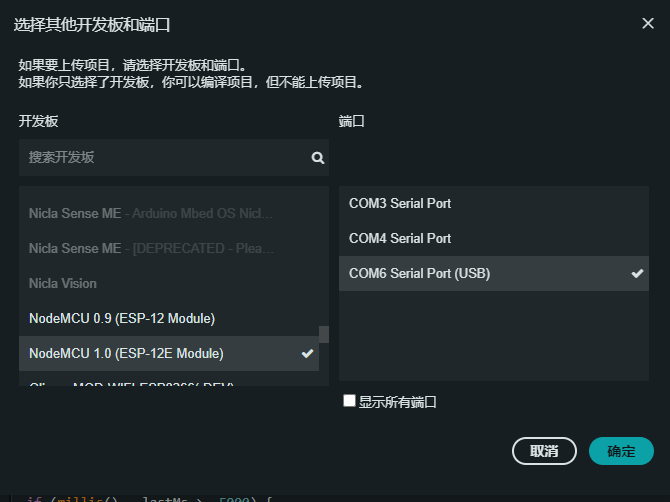 选择其他开发板和端口
如果要上传项目，请选择开发板和端口。
如果你只选择了开发板，你可以编译项目，但不能上传项目。
开发板
端口
搜索开发板
Nicla Sense ME - Arduino Mbed OS Nicl...
Nicla Sense ME - [DEPRECATED - Plea...
Nicla Vision
NodeMCU 0.9 (ESP-12 Module)
NodeMCU 1.0 (ESP-12E Module)
COM3 Serial Port
COM4 Serial Port
COM6 Serial Port (USB)
显示所有端口
取消
确定